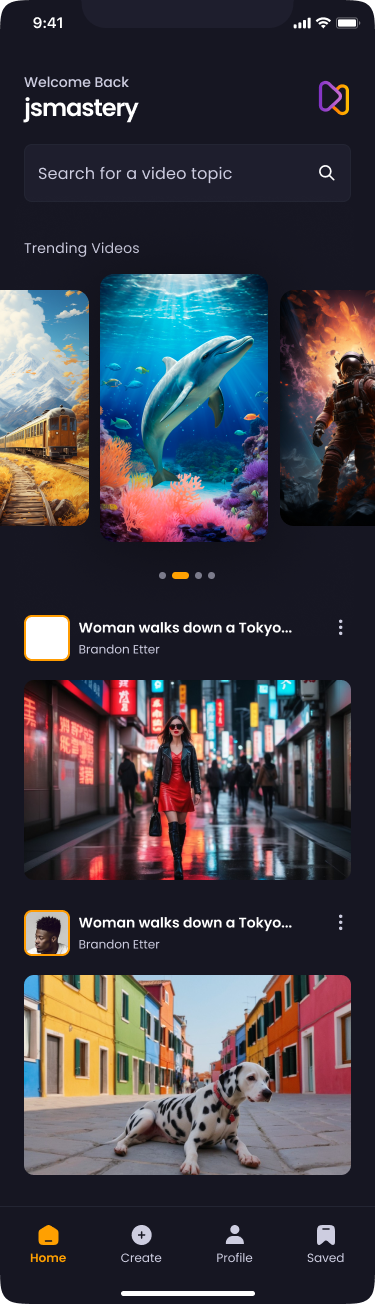 9:41
Welcome Back
jsmastery
Search for a video topic
Trending Videos
Woman walks down a Tokyo...
Brandon Etter
Woman walks down a Tokyo...
Brandon Etter
Home
Create
Profile
Saved